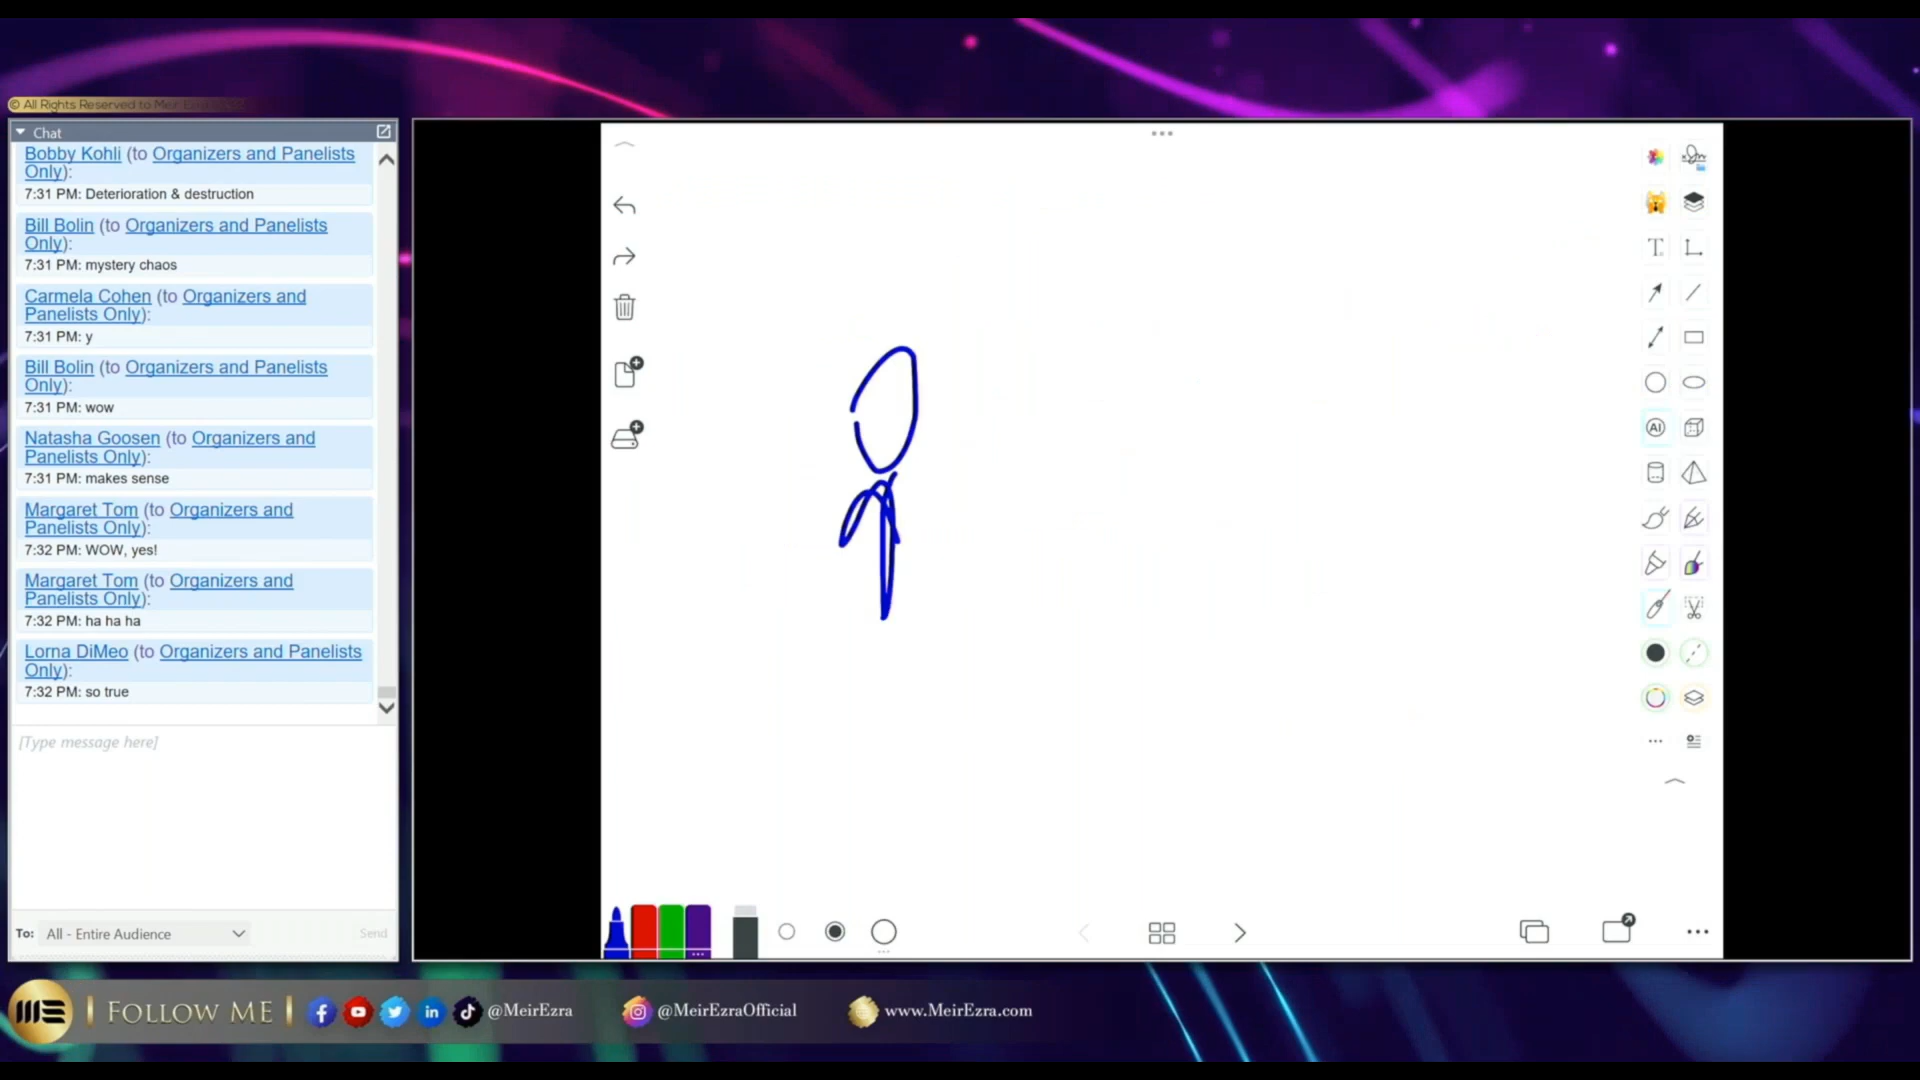 © All Rights Reserved to Meir
Chat
Bobby Kohli (to Organizers and Panelists
Only):
7:31 PM: Deterioration & destruction
Bill Bolin (to Organizers and Panelists
Only):
7:31 PM: mystery chaos
Carmela Cohen (to Organizers and
Panelists Only):
7:31 PM: y
Bill Bolin (to Organizers and Panelists
Only):
7:31 PM: wow
Natasha Goosen (to Organizers and
Panelists Only):
7:31 PM: makes sense
Margaret Tom (to Organizers and
Panelists Only):
7:32 PM: WOW, yes!
Margaret Tom (to Organizers and
Panelists Only):
7:32 PM: ha ha ha
Lorna DiMeo (to Organizers and Panelists
Only):
7:32 PM: so true
[Type message here]
To: All - Entire Audience
Send
T
AI
ME FOLLOW ME @MeirEzra @MeirEzraOfficial www.MeirEzra.com